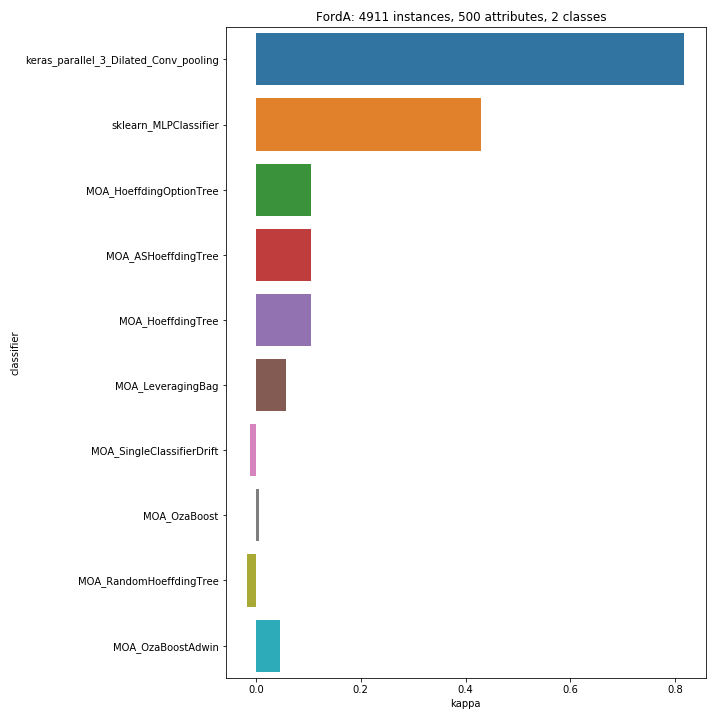 FordA: 4911 instances, 500 attributes, 2 classes
classifier
keras_parallel_3_Dilated_Conv_pooling
sklearn_MLPClassifier
MOA_HoeffdingOptionTree
MOA_ASHoeffdingTree
MOA_HoeffdingTree
MOA_LeveragingBag
MOA_SingleClassifierDrift
MOA_OzaBoost
MOA_RandomHoeffdingTree
MOA_OzaBoostAdwin
0.0 0.2 0.4 0.6 0.8
kappa